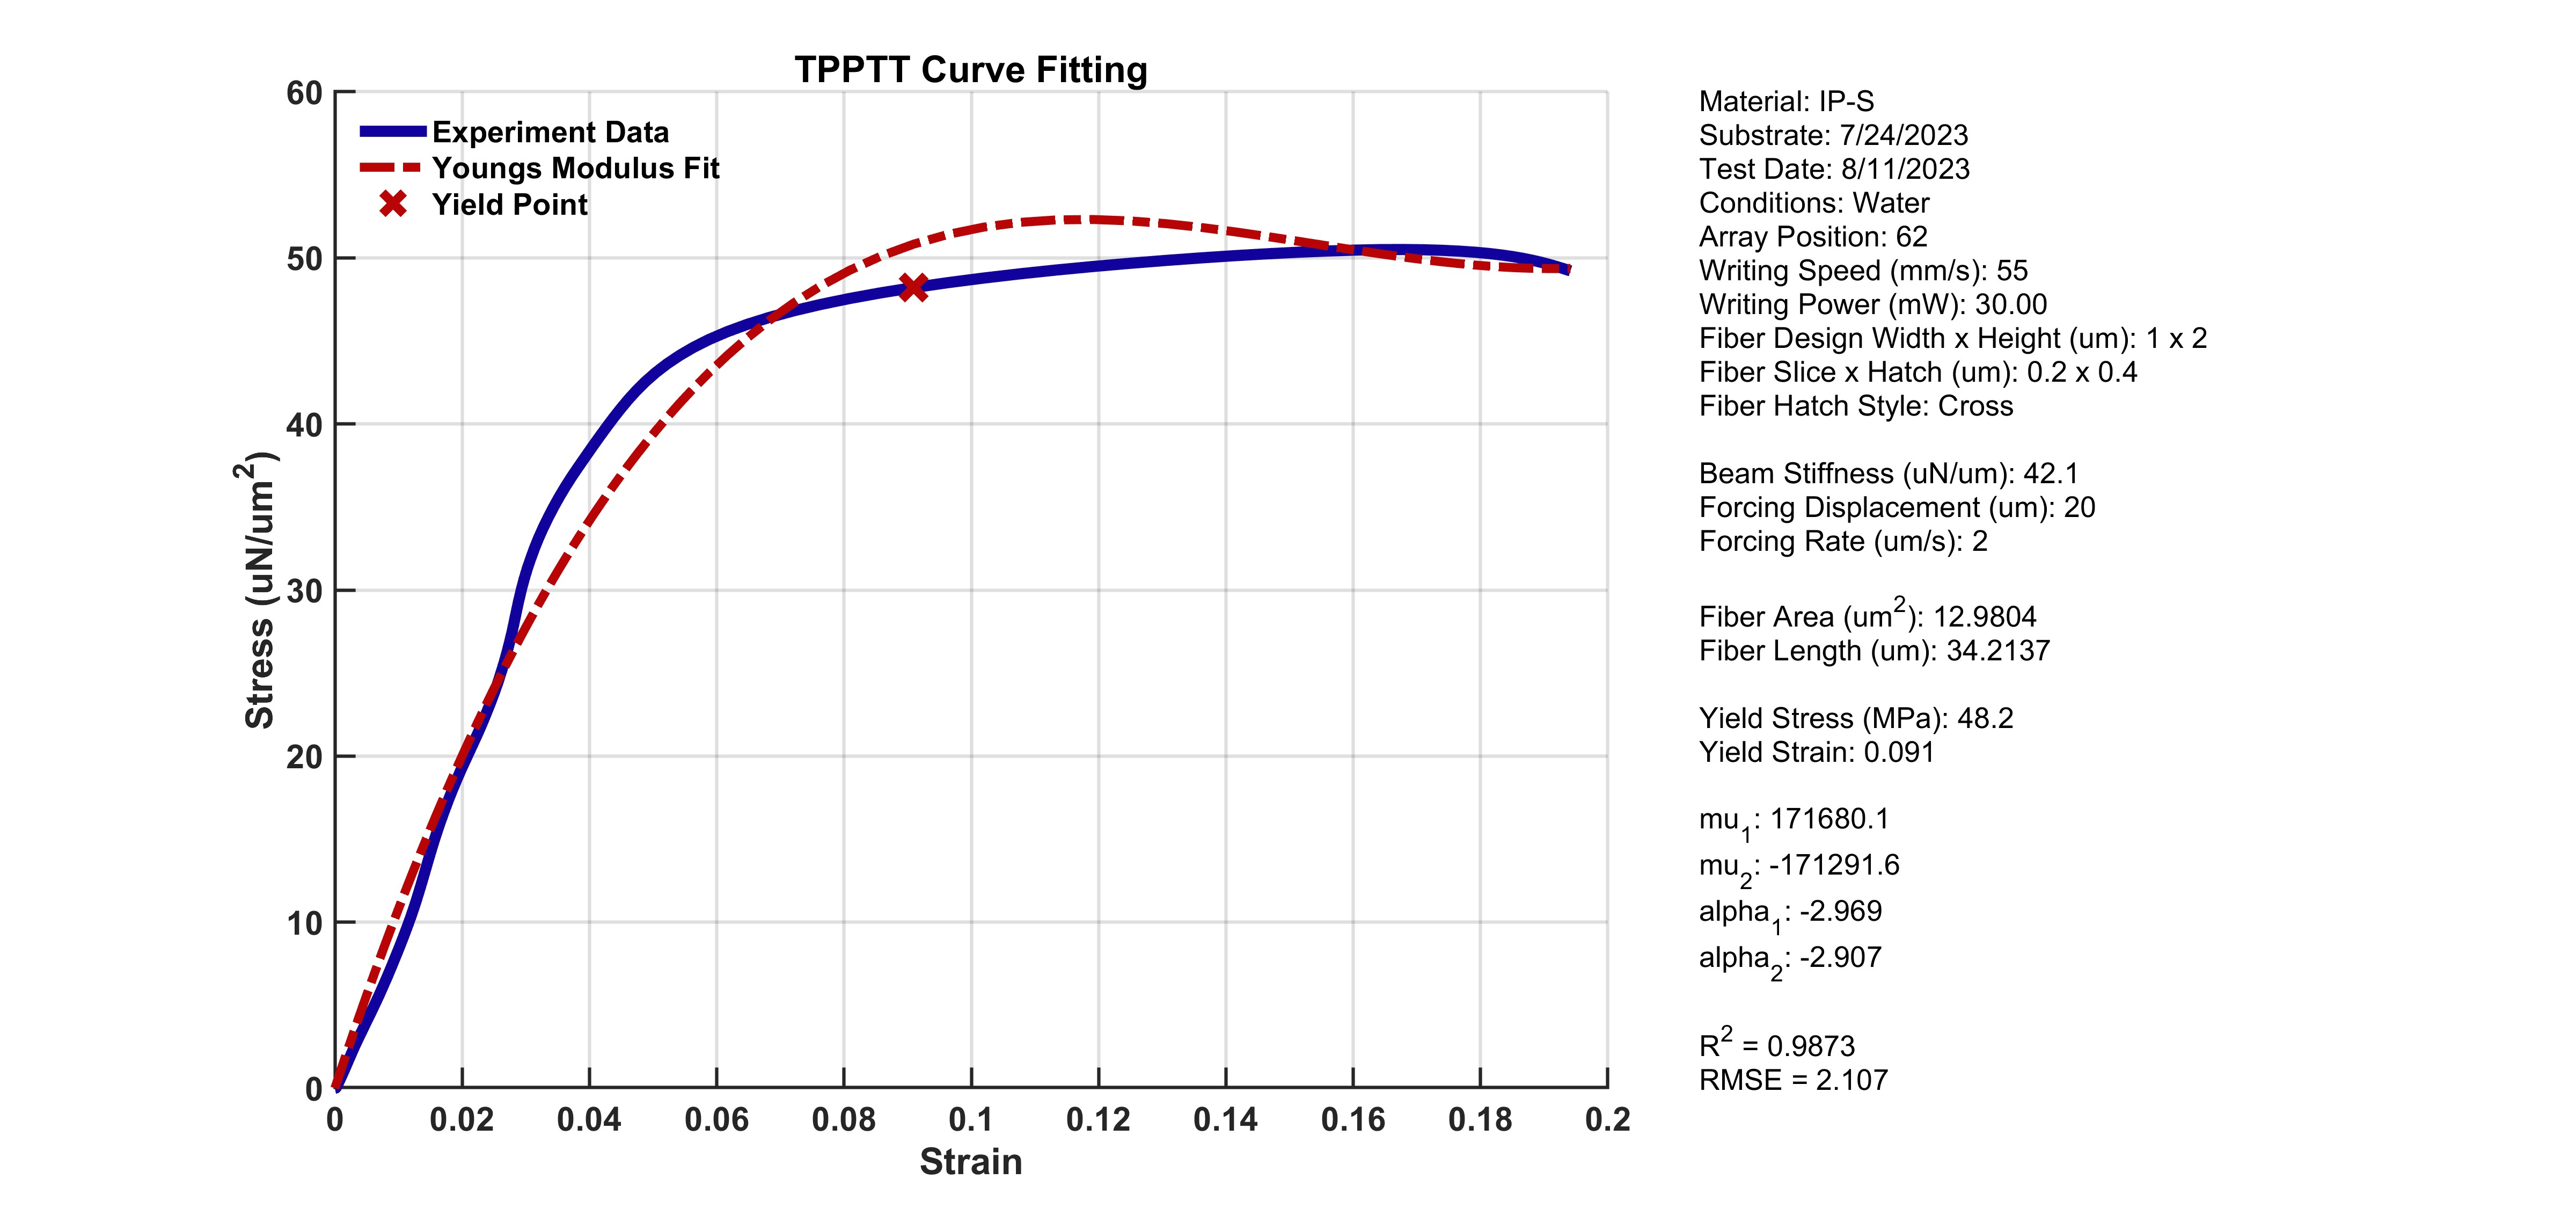 TPPTT Curve Fitting
60
50
40
30
20
10
0
Stress (uN/um²)
Experiment Data
Youngs Modulus Fit
Yield Point
0 0.02 0.04 0.06 0.08 0.1 0.12 0.14 0.16 0.18 0.2
Strain
Material: IP-S
Substrate: 7/24/2023
Test Date: 8/11/2023
Conditions: Water
Array Position: 62
Writing Speed (mm/s): 55
Writing Power (mW): 30.00
Fiber Design Width x Height (um): 1 x 2
Fiber Slice x Hatch (um): 0.2 x 0.4
Fiber Hatch Style: Cross
Beam Stiffness (uN/um): 42.1
Forcing Displacement (um): 20
Forcing Rate (um/s): 2
Fiber Area (um²): 12.9804
Fiber Length (um): 34.2137
Yield Stress (MPa): 48.2
Yield Strain: 0.091
mu₁: 171680.1
mu₂: -171291.6
alpha₁: -2.969
alpha₂: -2.907
R² = 0.9873
RMSE = 2.107